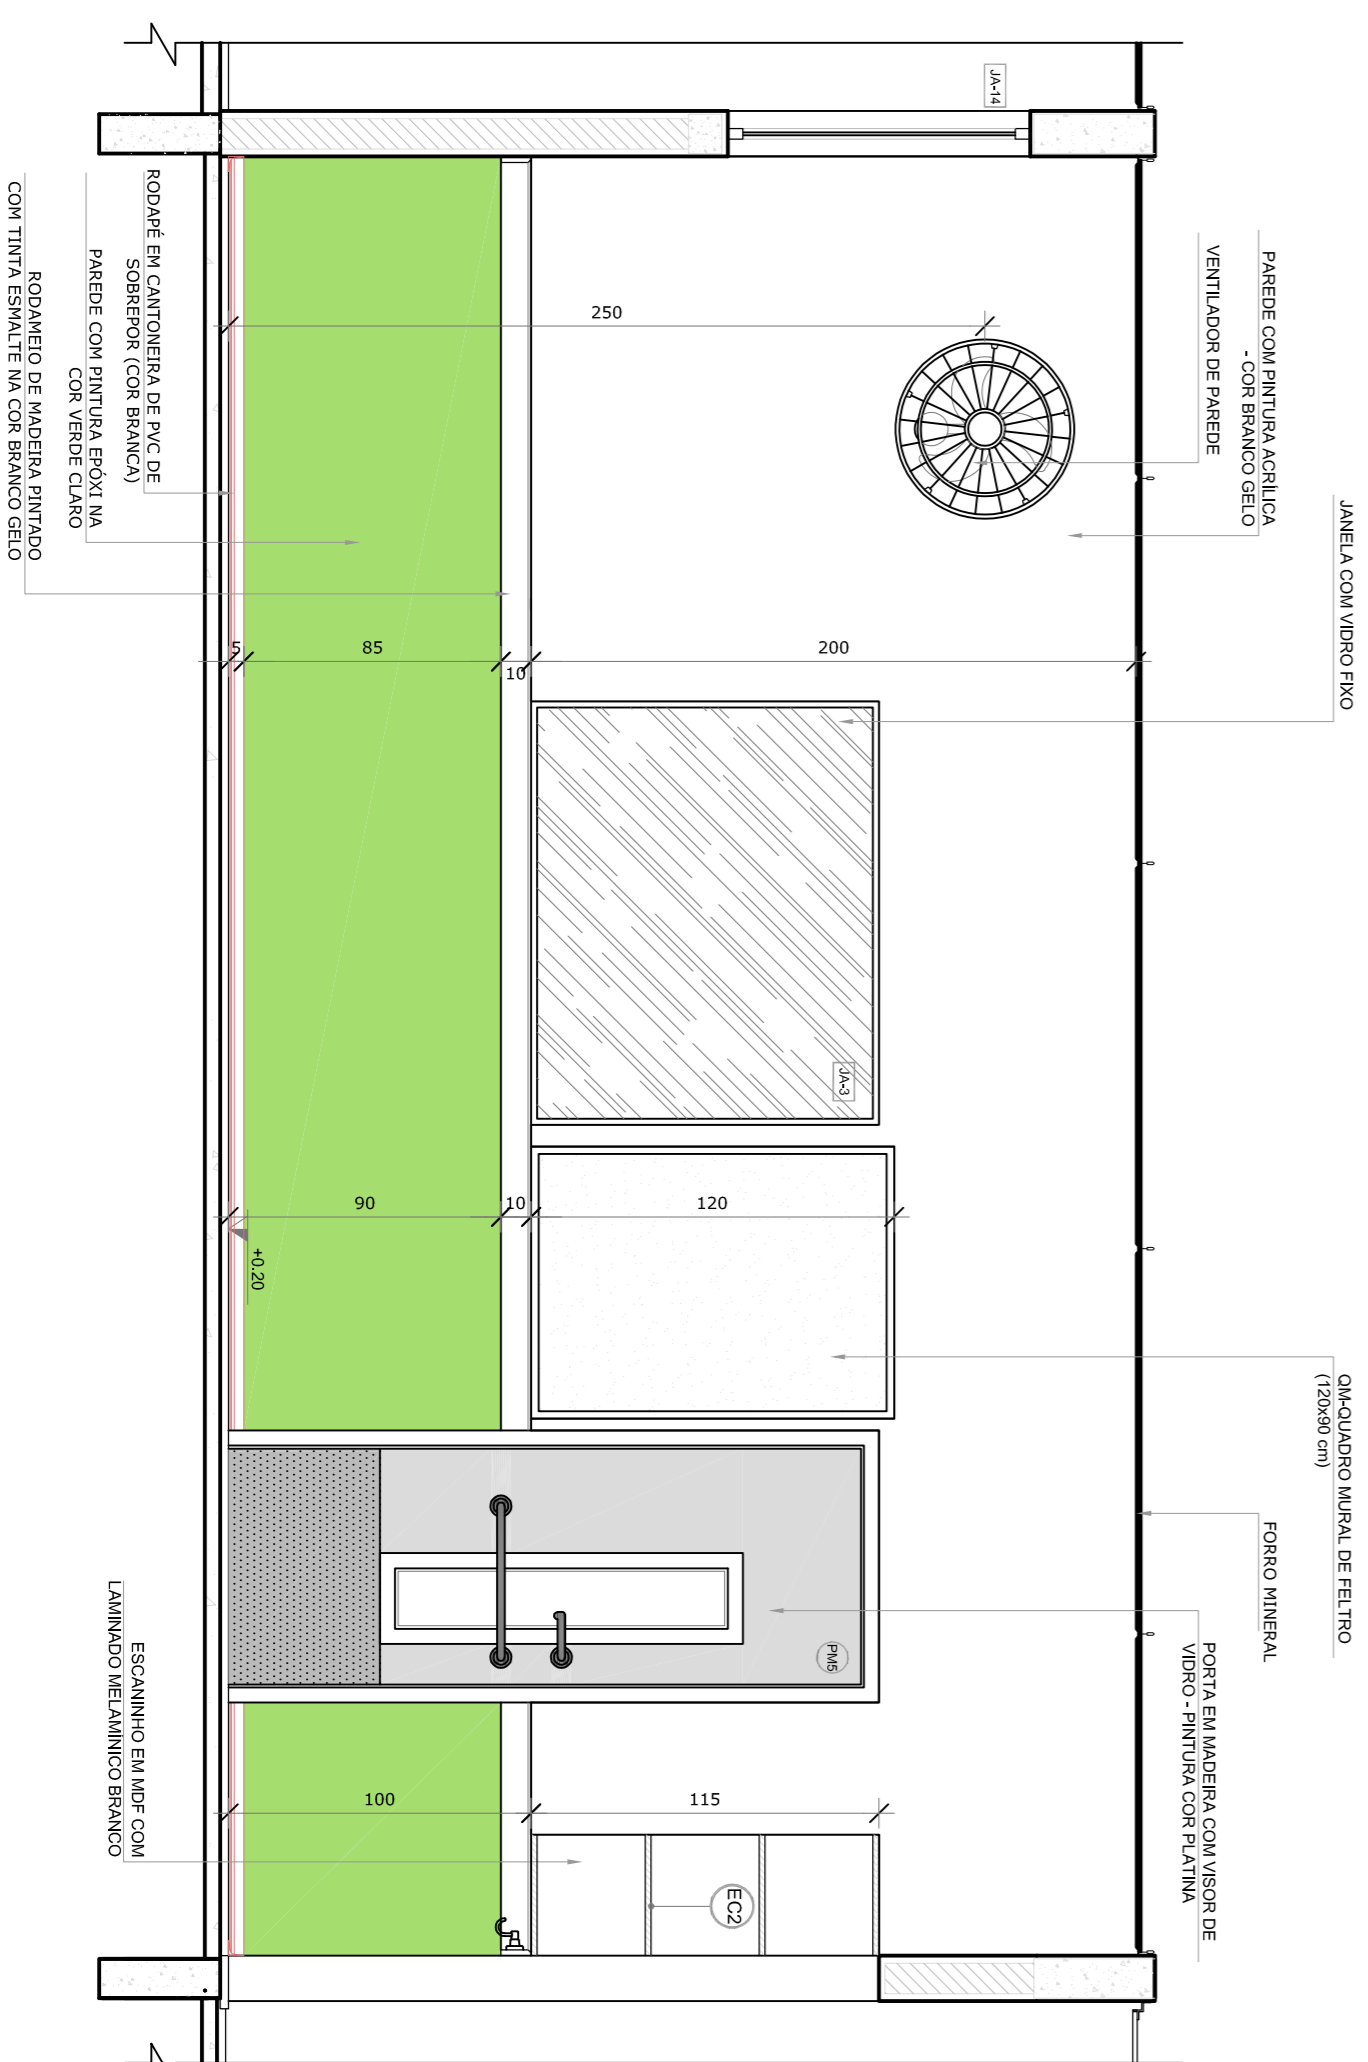 JANELA COM VIDRO FIXO
QM-QUADRO MURAL DE FELTRO
(120x90 cm)
PAREDE COM PINTURA ACRÍLICA
- COR BRANCO GELO
FORRO MINERAL
VENTILADOR DE PAREDE
PORTA EM MADEIRA COM VISOR DE
VIDRO - PINTURA COR PLATINA
JA-14
250
200
10
85
5
JA-3
120
10
90
+0.20
PM5
115
100
EC2
RODAPÉ EM CANTONEIRA DE PVC DE
SOBREPOR (COR BRANCA)
PAREDE COM PINTURA EPÓXI NA
COR VERDE CLARO
RODAMEIO DE MADEIRA PINTADO
COM TINTA ESMALTE NA COR BRANCO GELO
ESCANINHO EM MDF COM
LAMINADO MELAMÍNICO BRANCO